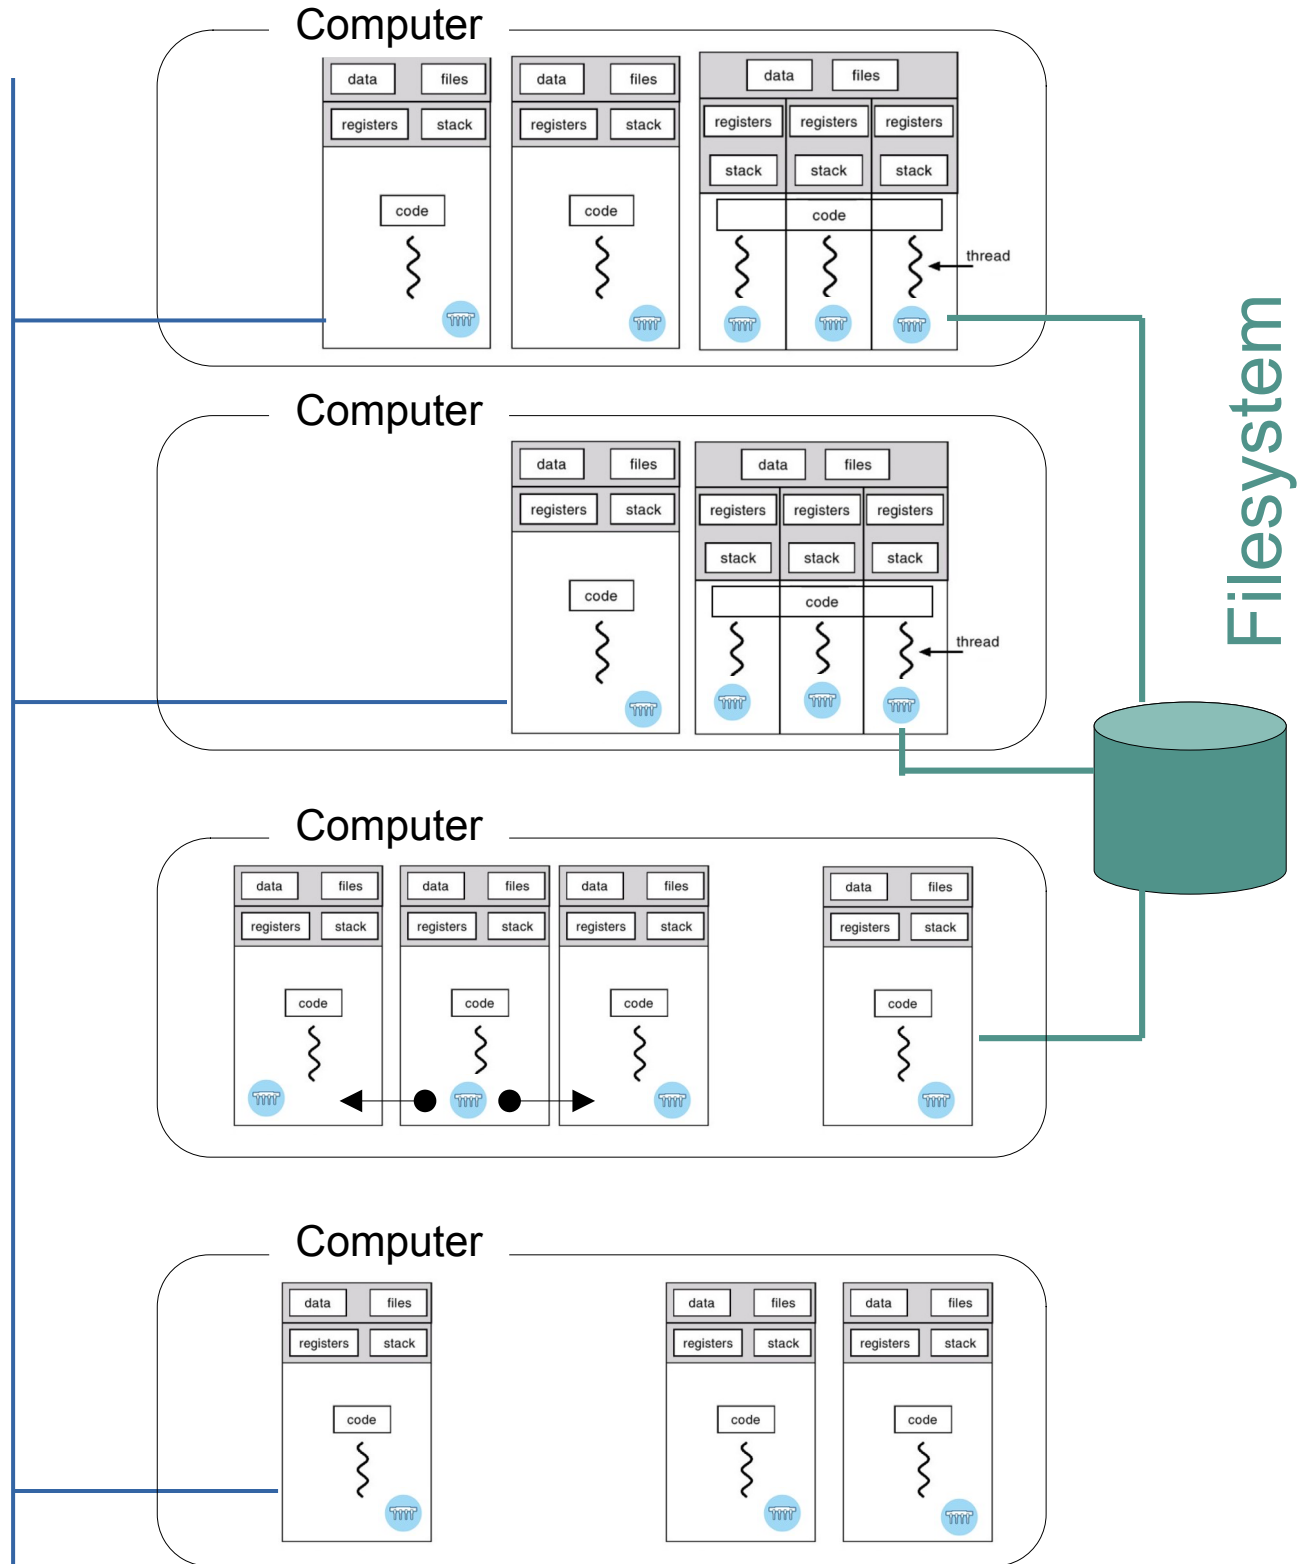 Computer
data files data files data files
registers stack registers stack registers registers registers
stack stack stack
code code code
thread
Computer
data files data files
registers stack registers registers registers
stack stack stack
code code
thread
Filesystem
Computer
data files data files data files data files
registers stack registers stack registers stack registers stack
code code code code
Computer
data files data files data files
registers stack registers stack registers stack
code code code